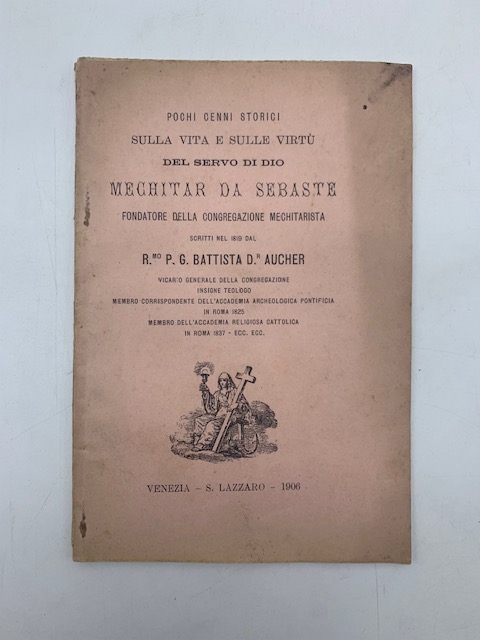 POCHI CENNI STORICI
SULLA VITA E SULLE VIRTÙ
DEL SERVO DI DIO
MECHITAR DA SEBASTE
FONDATORE DELLA CONGREGAZIONE MECHITARISTA
SCRITTI NEL 1819 DAL
R.MO P. G. BATTISTA D.R AUCHER
VICARIO GENERALE DELLA CONGREGAZIONE
INSIGNE TEOLOGO
MEMBRO CORRISPONDENTE DELL'ACCADEMIA ARCHEOLOGICA PONTIFICIA
IN ROMA 1825
MEMBRO DELL'ACCADEMIA RELIGIOSA CATTOLICA
IN ROMA 1837 - ECC. ECC.
VENEZIA – S. LAZZARO – 1906